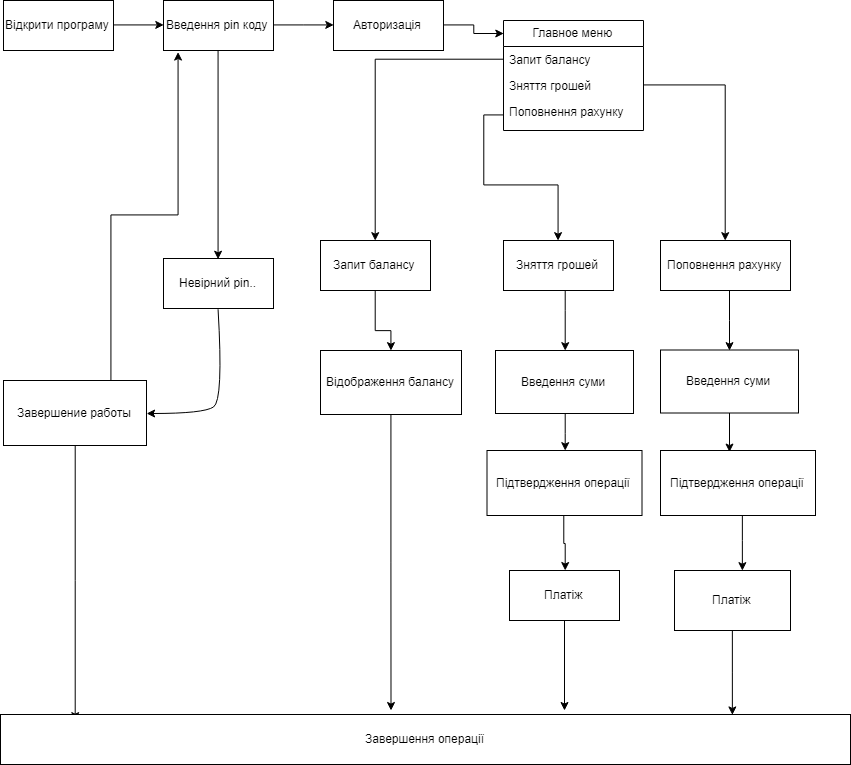 Відкрити програму
Введення pin коду
Авторизація
Главное меню
Запит балансу
Зняття грошей
Поповнення рахунку
Запит балансу
Зняття грошей
Поповнення рахунку
Невірний pin..
Відображення балансу
Введення суми
Введення суми
Завершение работы
Підтвердження операції
Підтвердження операції
Платіж
Платіж
Завершення операції